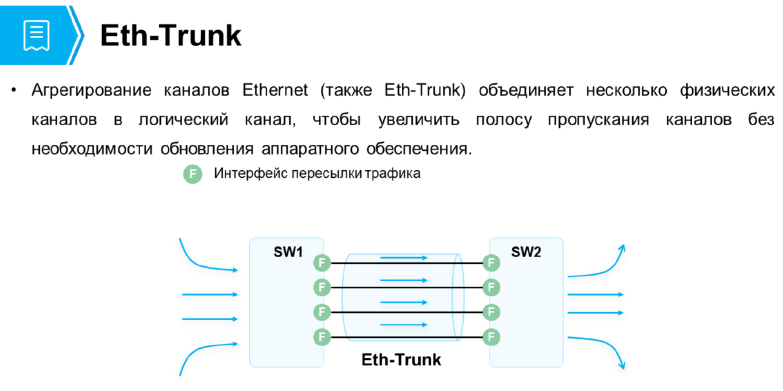 Eth-Trunk
• Агрегирование каналов Ethernet (также Eth-Trunk) объединяет несколько физических
каналов в логический канал, чтобы увеличить полосу пропускания каналов без
необходимости обновления аппаратного обеспечения.
F Интерфейс пересылки трафика
SW1 SW2
F F
F F
F F
F F
Eth-Trunk